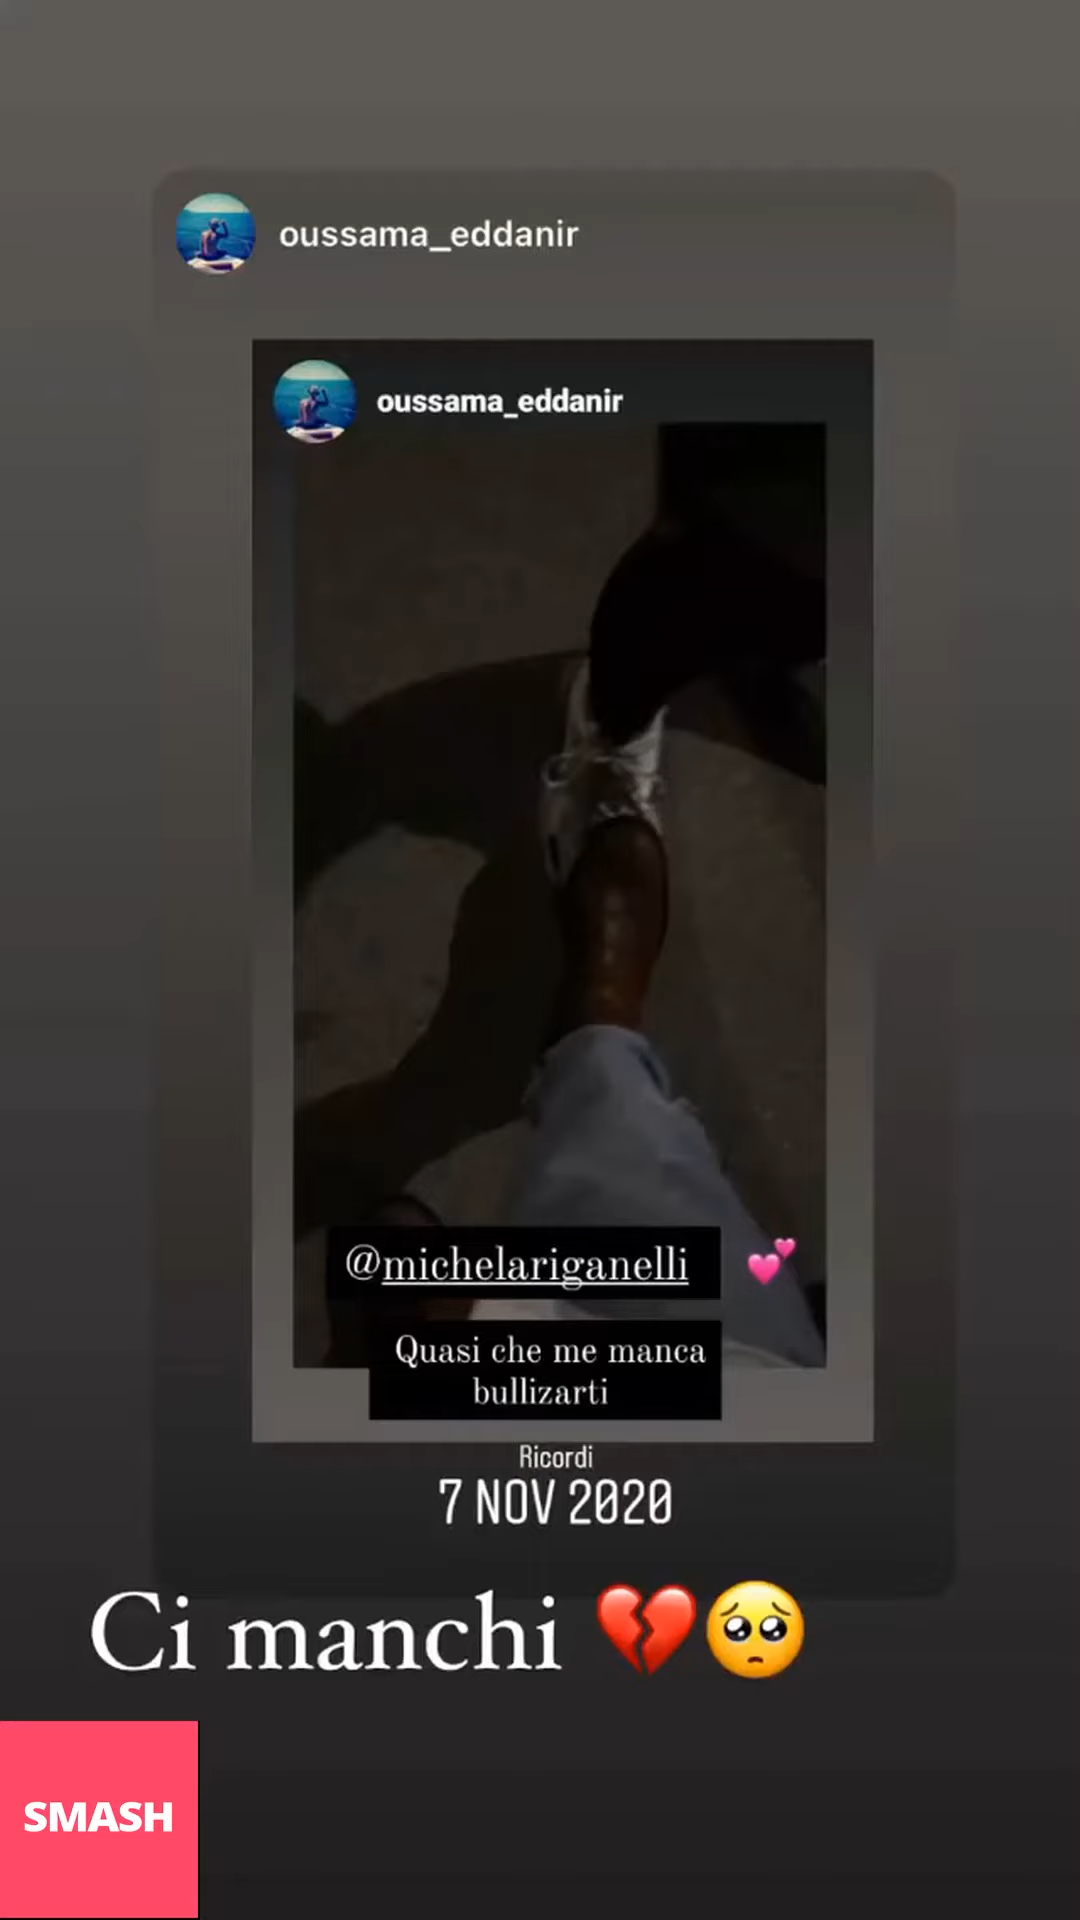 oussama_eddanir
oussama_eddanir
@michelariganelli 💕
Quasi che me manca
bullizarti
Ricordi
7 NOV 2020
Ci manchi 💔🥺
SMASH